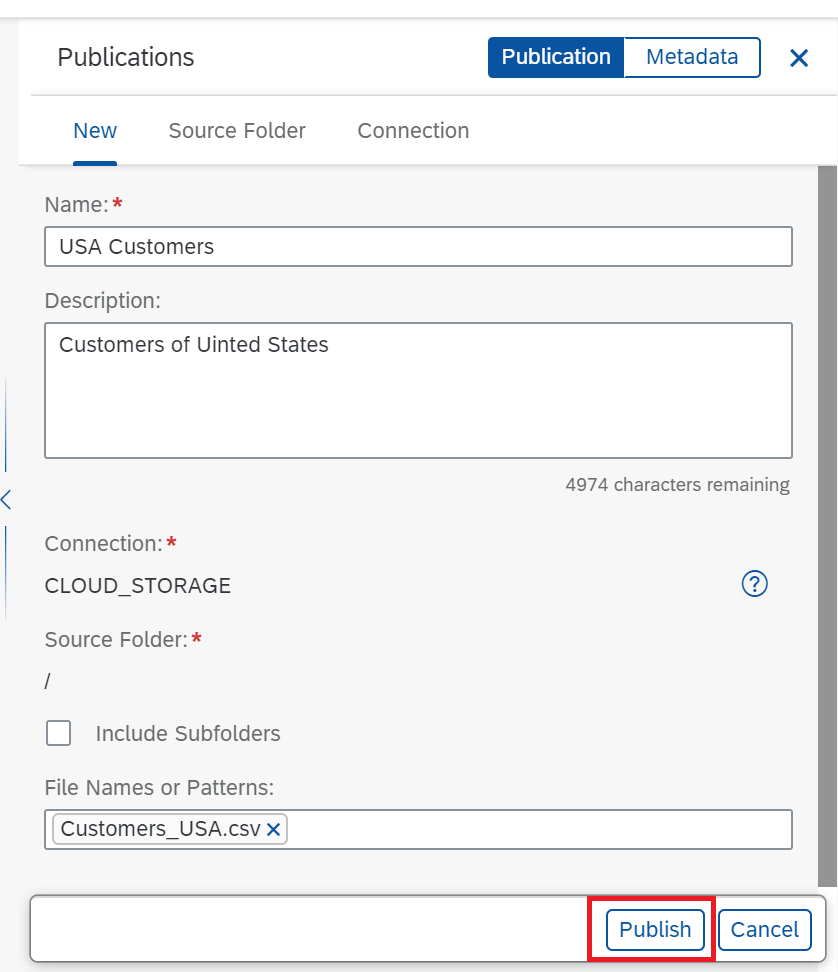 Publications
Publication Metadata ✕
New Source Folder Connection
Name:*
USA Customers
Description:
Customers of Uinted States
4974 characters remaining
Connection:*
CLOUD_STORAGE
?
Source Folder:*
/
Include Subfolders
File Names or Patterns:
Customers_USA.csv ✕
Publish Cancel